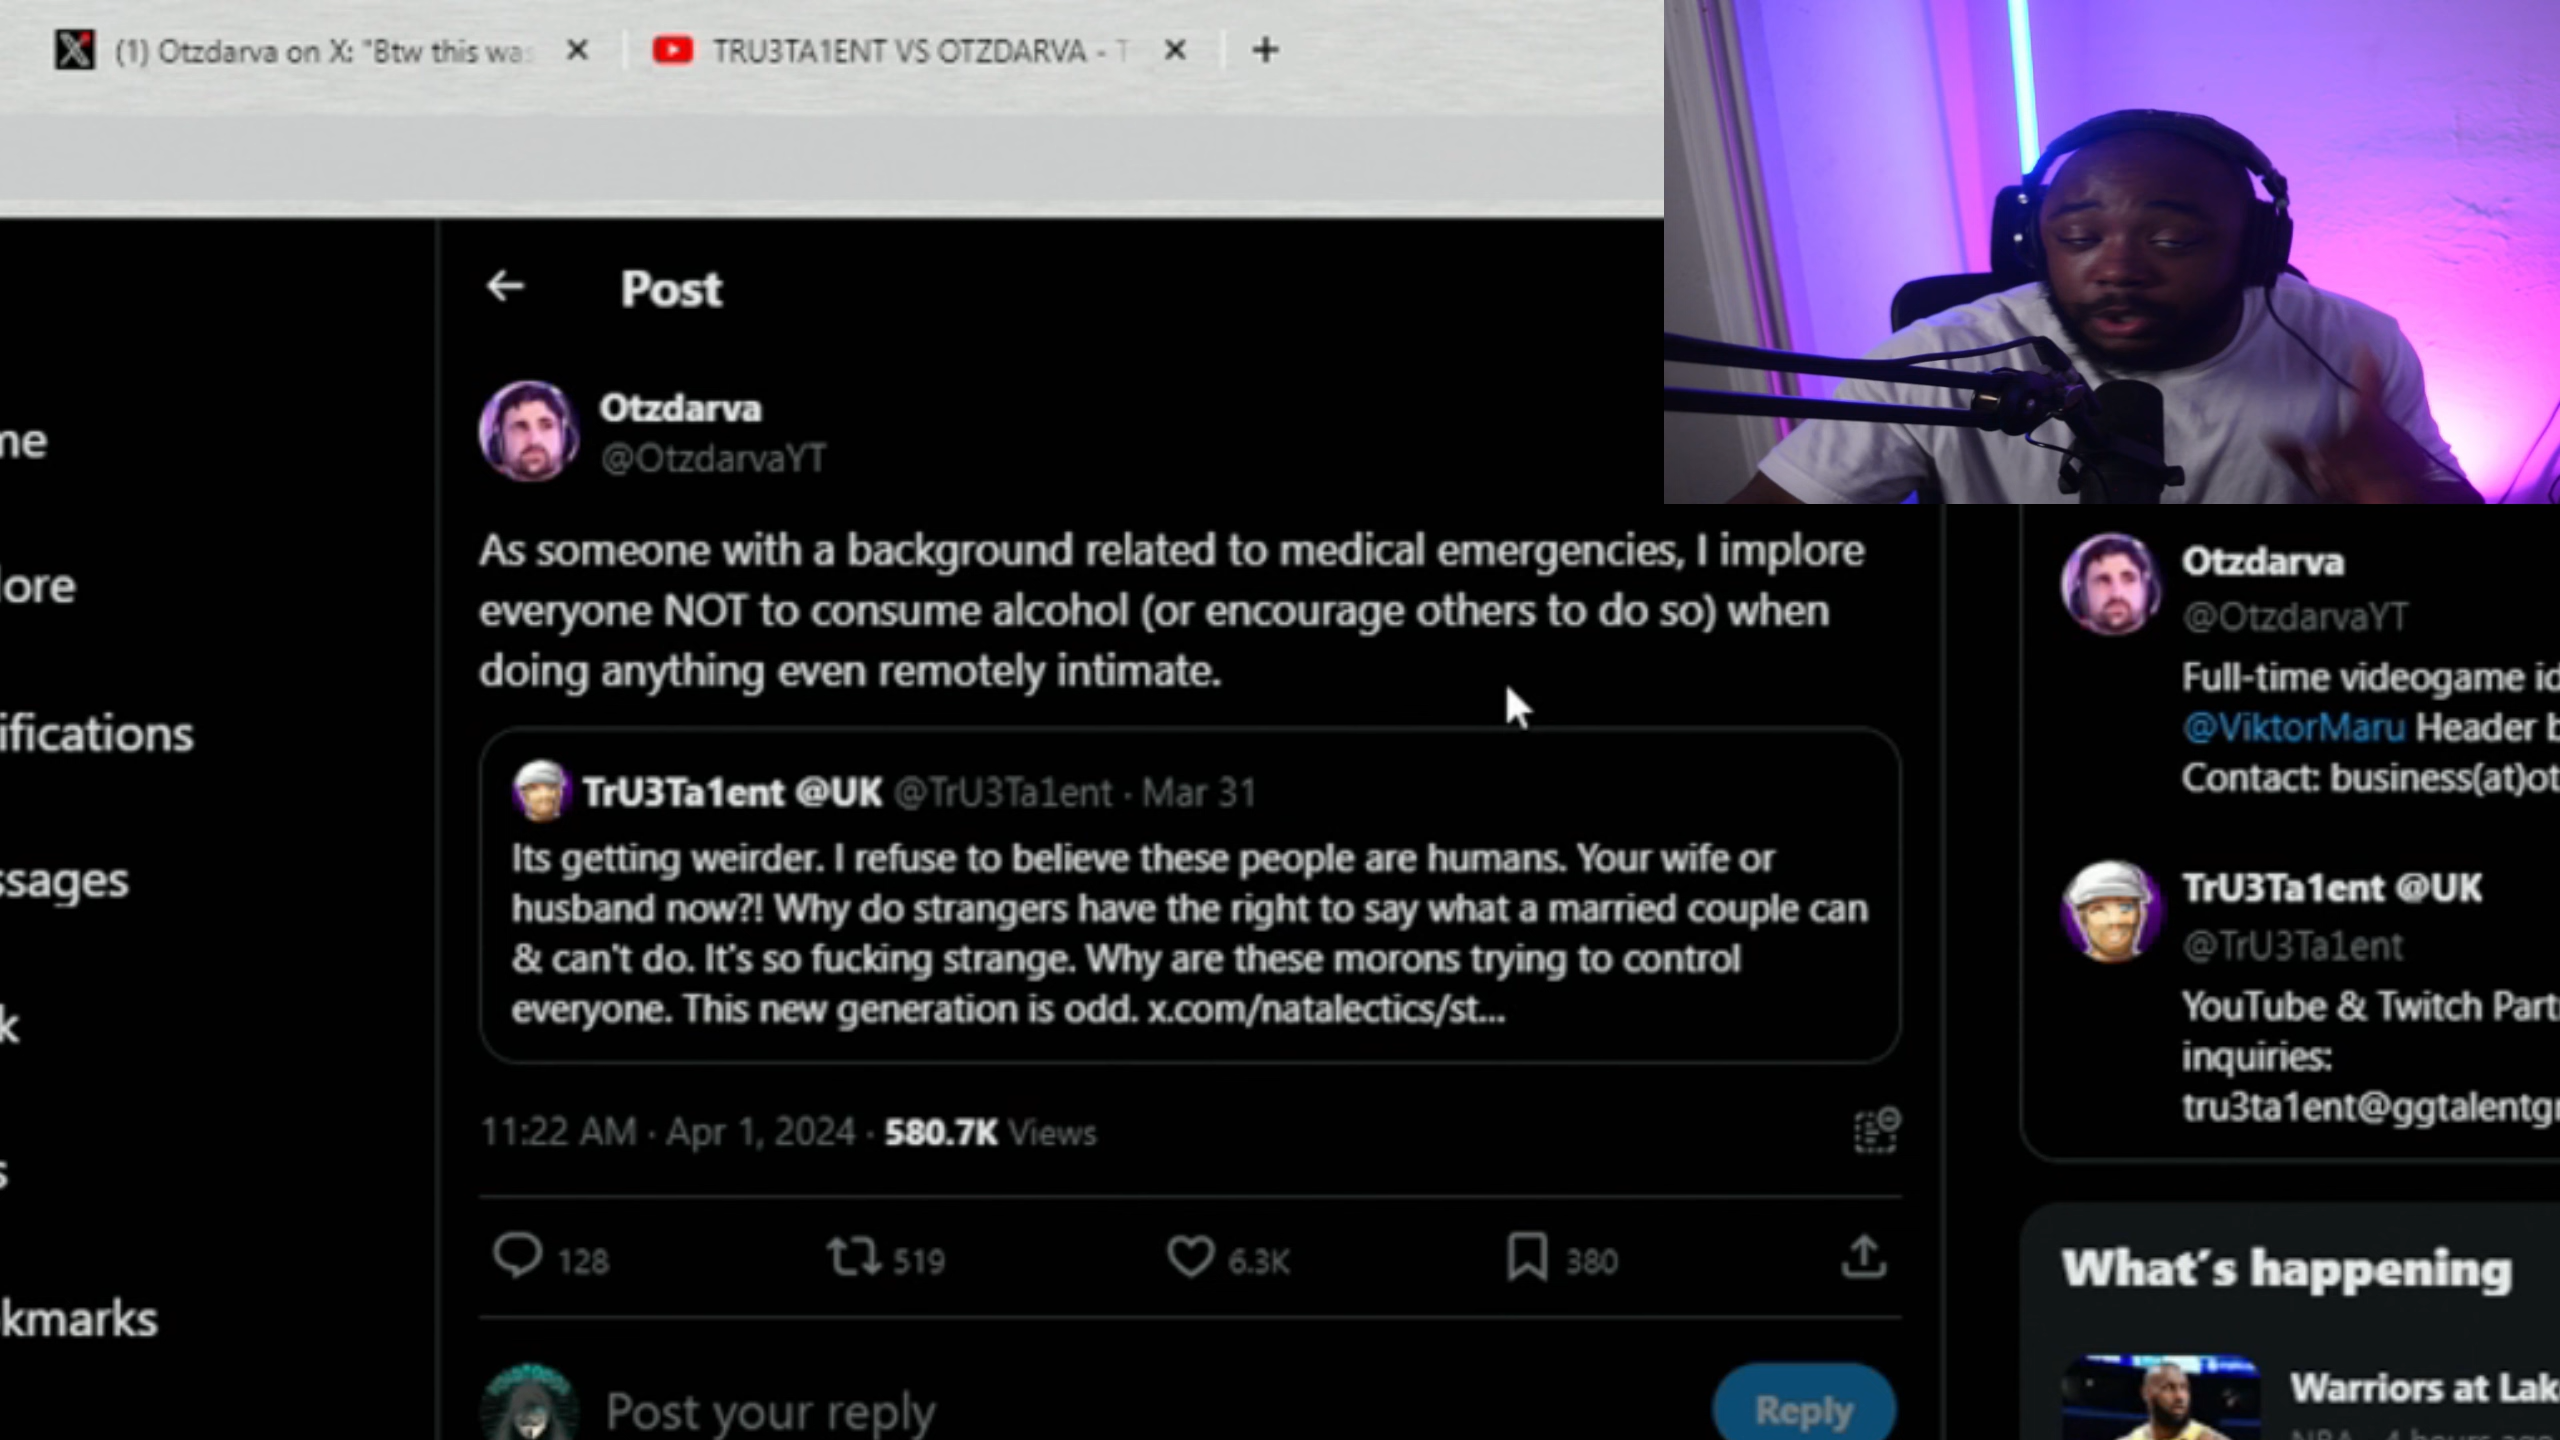 (1) Otzdarva on X: "Btw this was
TRU3TA1ENT VS OTZDARVA - T
Post
Otzdarva
@OtzdarvaYT
As someone with a background related to medical emergencies, I implore
everyone NOT to consume alcohol (or encourage others to do so) when
doing anything even remotely intimate.
TrU3Ta1ent @UK @TrU3Ta1ent · Mar 31
Its getting weirder. I refuse to believe these people are humans. Your wife or
husband now?! Why do strangers have the right to say what a married couple can
& can't do. It's so fucking strange. Why are these morons trying to control
everyone. This new generation is odd. x.com/natalectics/st...
11:22 AM · Apr 1, 2024 · 580.7K Views
128 519 6.3K 380
Post your reply
Reply
me
lore
ifications
ssages
k
s
kmarks
Otzdarva
@OtzdarvaYT
Full-time videogame id
@ViktorMaru Header b
Contact: business(at)ot
TrU3Ta1ent @UK
@TrU3Ta1ent
YouTube & Twitch Part
inquiries:
tru3ta1ent@ggtalentgr
What's happening
Warriors at Lak